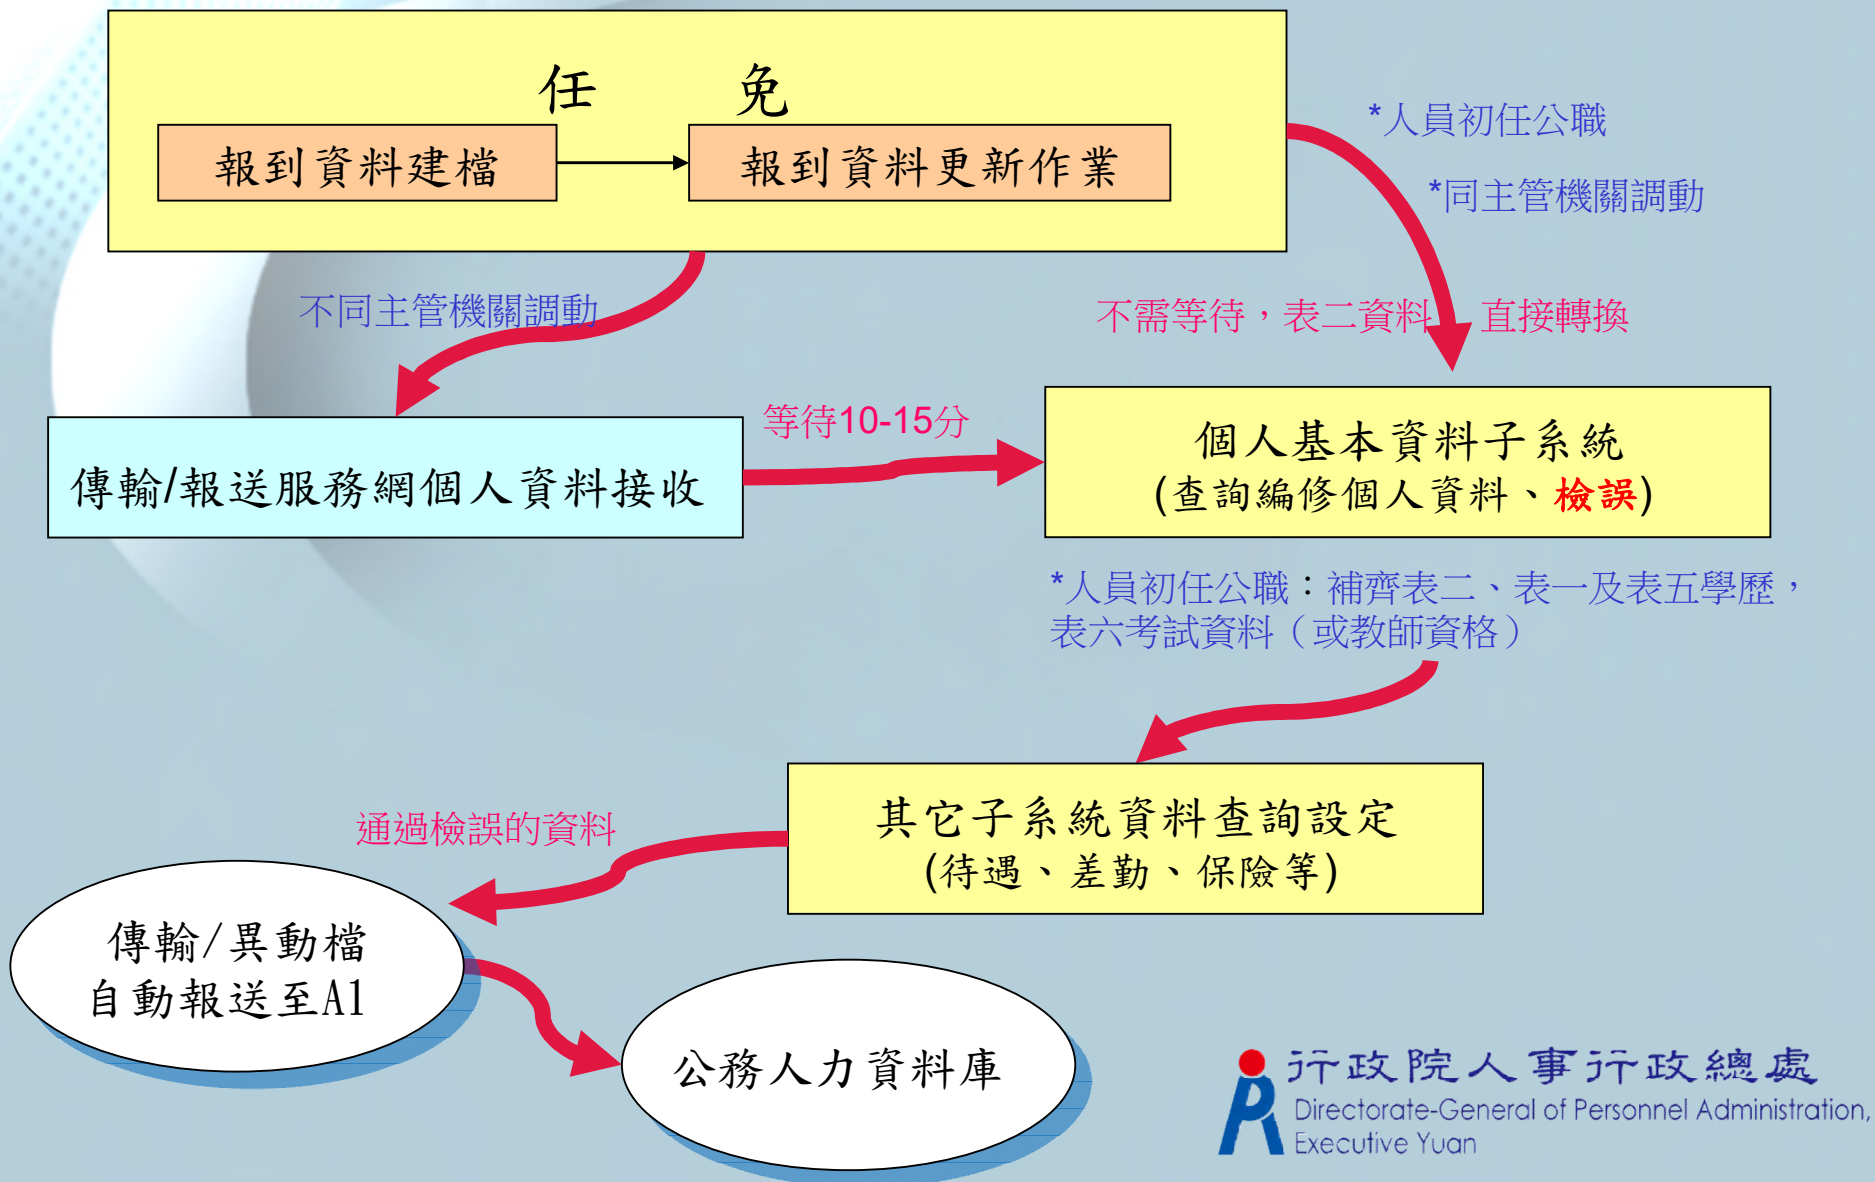 任 免
報到資料建檔
報到資料更新作業
*人員初任公職
*同主管機關調動
不同主管機關調動
不需等待，表二資料 直接轉換
傳輸/報送服務網個人資料接收
等待10-15分
個人基本資料子系統
(查詢編修個人資料、檢誤)
*人員初任公職：補齊表二、表一及表五學歷，
表六考試資料（或教師資格）
其它子系統資料查詢設定
(待遇、差勤、保險等)
通過檢誤的資料
傳輸/異動檔
自動報送至A1
公務人力資料庫
行政院人事行政總處
Directorate-General of Personnel Administration,
Executive Yuan